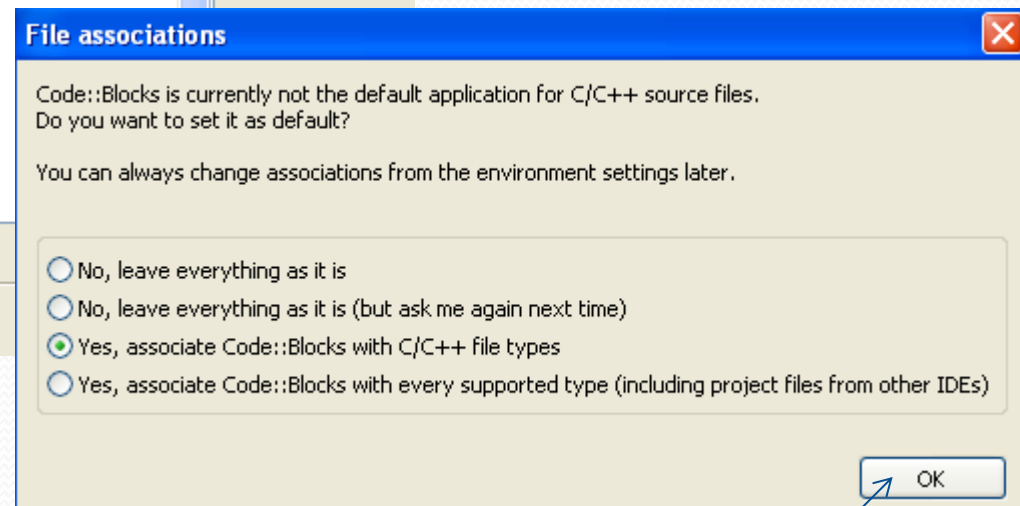 File associations
Code::Blocks is currently not the default application for C/C++ source files.
Do you want to set it as default?
You can always change associations from the environment settings later.
No, leave everything as it is
No, leave everything as it is (but ask me again next time)
Yes, associate Code::Blocks with C/C++ file types
Yes, associate Code::Blocks with every supported type (including project files from other IDEs)
OK